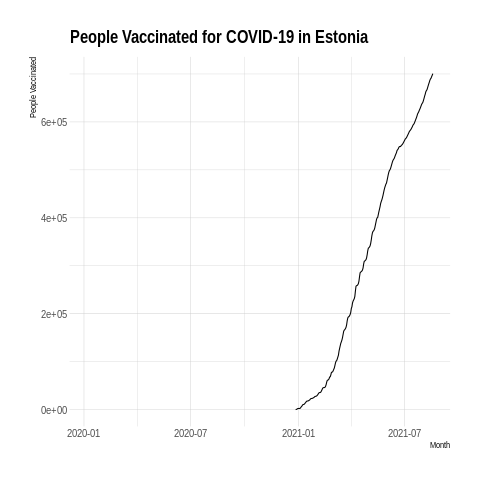 People Vaccinated for COVID-19 in Estonia
People Vaccinated
6e+05
4e+05
2e+05
0e+00
2020-01 2020-07 2021-01 2021-07
Month